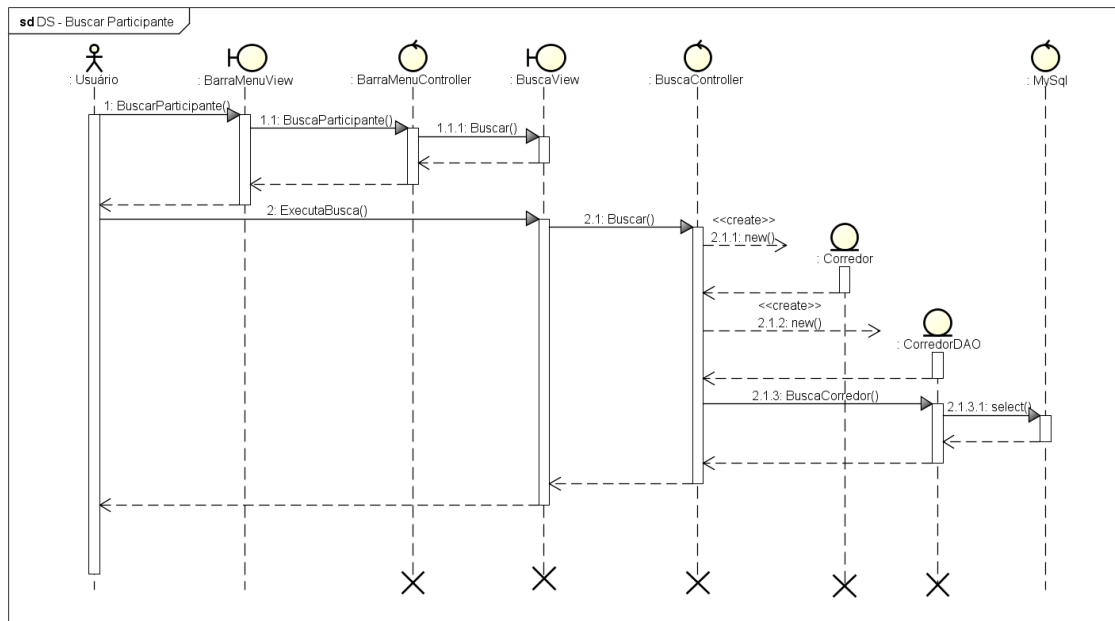 sd DS - Buscar Participante
: Usuário
: BarraMenuView
: BarraMenuController
: BuscaView
: BuscaController
: MySql
1: BuscarParticipante()
1.1: BuscaParticipante()
1.1.1: Buscar()
2: ExecutaBusca()
2.1: Buscar()
<<create>>
2.1.1: new()
: Corredor
<<create>>
2.1.2: new()
: CorredorDAO
2.1.3: BuscaCorredor()
2.1.3.1: select()